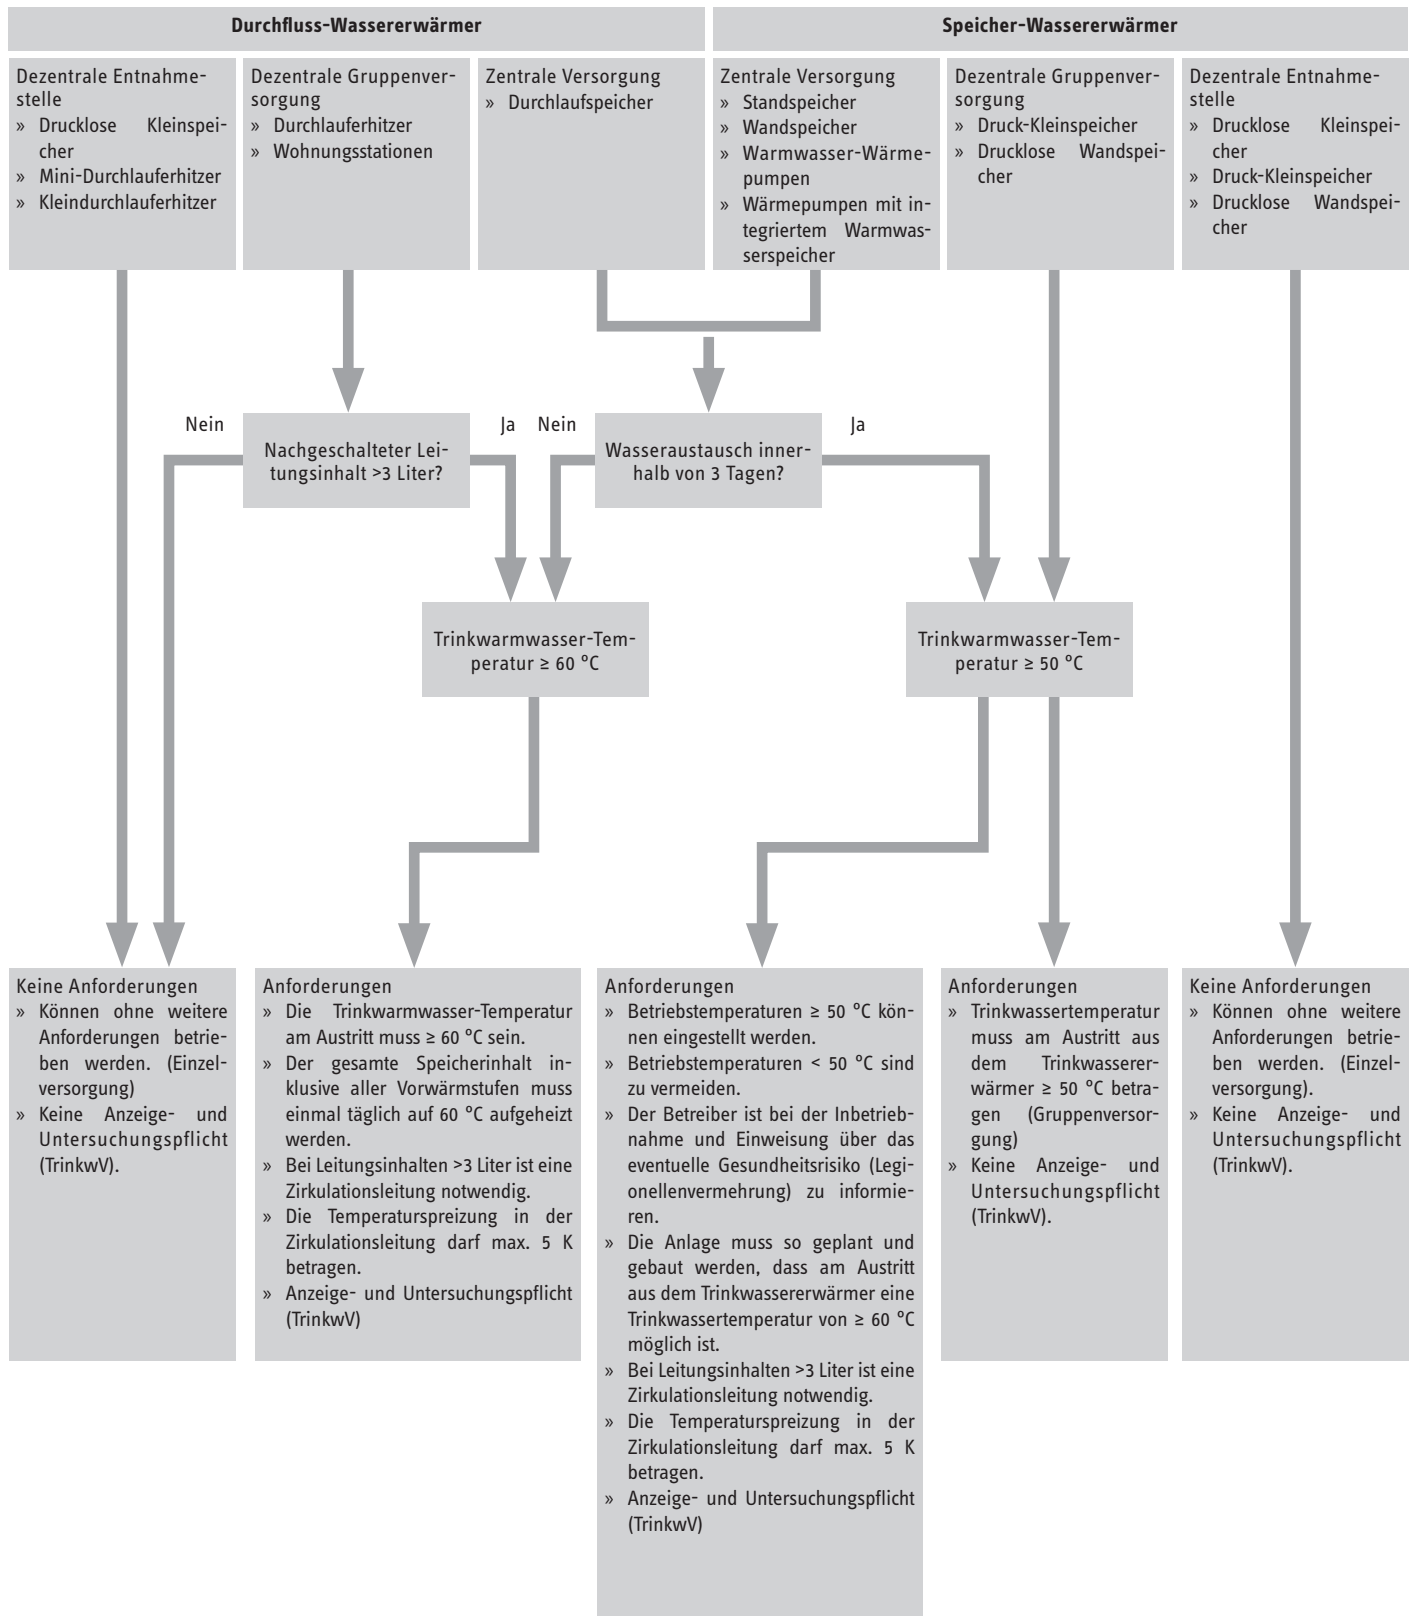 Durchfluss-Wassererwärmer
Speicher-Wassererwärmer
Dezentrale Entnahme-
stelle
» Drucklose Kleinspei-
cher
» Mini-Durchlauferhitzer
» Kleindurchlauferhitzer
Dezentrale Gruppenver-
sorgung
» Durchlauferhitzer
» Wohnungsstationen
Zentrale Versorgung
» Durchlaufspeicher
Zentrale Versorgung
» Standspeicher
» Wandspeicher
» Warmwasser-Wärme-
pumpen
» Wärmepumpen mit in-
tegriertem Warmwas-
serspeicher
Dezentrale Gruppenver-
sorgung
» Druck-Kleinspeicher
» Drucklose Wandspei-
cher
Dezentrale Entnahme-
stelle
» Drucklose Kleinspei-
cher
» Druck-Kleinspeicher
» Drucklose Wandspei-
cher
Nein
Nachgeschalteter Lei-
tungsinhalt >3 Liter?
Ja
Nein
Wasseraustausch inner-
halb von 3 Tagen?
Ja
Trinkwarmwasser-Tem-
peratur ≥ 60 °C
Trinkwarmwasser-Tem-
peratur ≥ 50 °C
Keine Anforderungen
» Können ohne weitere
Anforderungen betrie-
ben werden. (Einzel-
versorgung)
» Keine Anzeige- und
Untersuchungspflicht
(TrinkwV).
Anforderungen
» Die Trinkwarmwasser-Temperatur
am Austritt muss ≥ 60 °C sein.
» Der gesamte Speicherinhalt in-
klusive aller Vorwärmstufen muss
einmal täglich auf 60 °C aufgeheizt
werden.
» Bei Leitungsinhalten >3 Liter ist eine
Zirkulationsleitung notwendig.
» Die Temperaturspreizung in der
Zirkulationsleitung darf max. 5 K
betragen.
» Anzeige- und Untersuchungspflicht
(TrinkwV)
Anforderungen
» Betriebstemperaturen ≥ 50 °C kön-
nen eingestellt werden.
» Betriebstemperaturen < 50 °C sind
zu vermeiden.
» Der Betreiber ist bei der Inbetrieb-
nahme und Einweisung über das
eventuelle Gesundheitsrisiko (Legi-
onellenvermehrung) zu informie-
ren.
» Die Anlage muss so geplant und
gebaut werden, dass am Austritt
aus dem Trinkwassererwärmer eine
Trinkwassertemperatur von ≥ 60 °C
möglich ist.
» Bei Leitungsinhalten >3 Liter ist eine
Zirkulationsleitung notwendig.
» Die Temperaturspreizung in der
Zirkulationsleitung darf max. 5 K
betragen.
» Anzeige- und Untersuchungspflicht
(TrinkwV)
Anforderungen
» Trinkwassertemperatur
muss am Austritt aus
dem Trinkwasserer-
wärmer ≥ 50 °C betra-
gen (Gruppenversor-
gung)
» Keine Anzeige- und
Untersuchungspflicht
(TrinkwV).
Keine Anforderungen
» Können ohne weitere
Anforderungen betrie-
ben werden. (Einzel-
versorgung).
» Keine Anzeige- und
Untersuchungspflicht
(TrinkwV).